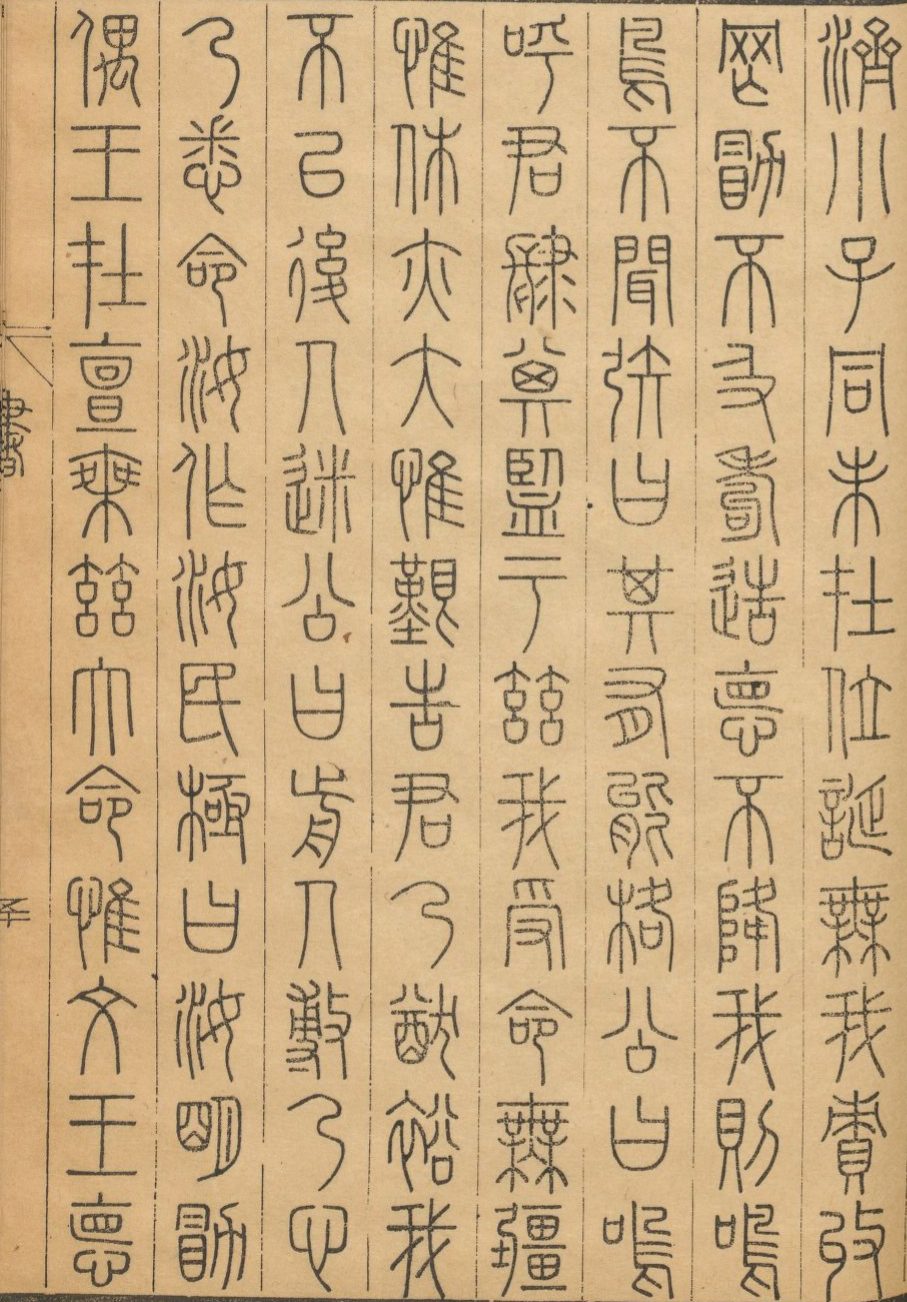 濟小子同未在位誕無我責收
罔勖不及耇造悳不降我則鳴
鳥不聞矧曰其有能格公曰嗚
呼君肆其監于茲我受命無疆
惟休亦大惟艱告君乃猷裕我
不以後人迷公曰前人敷乃心
乃悉命汝作汝民極曰汝明勖
偶王在亶乘茲大命惟文王悳